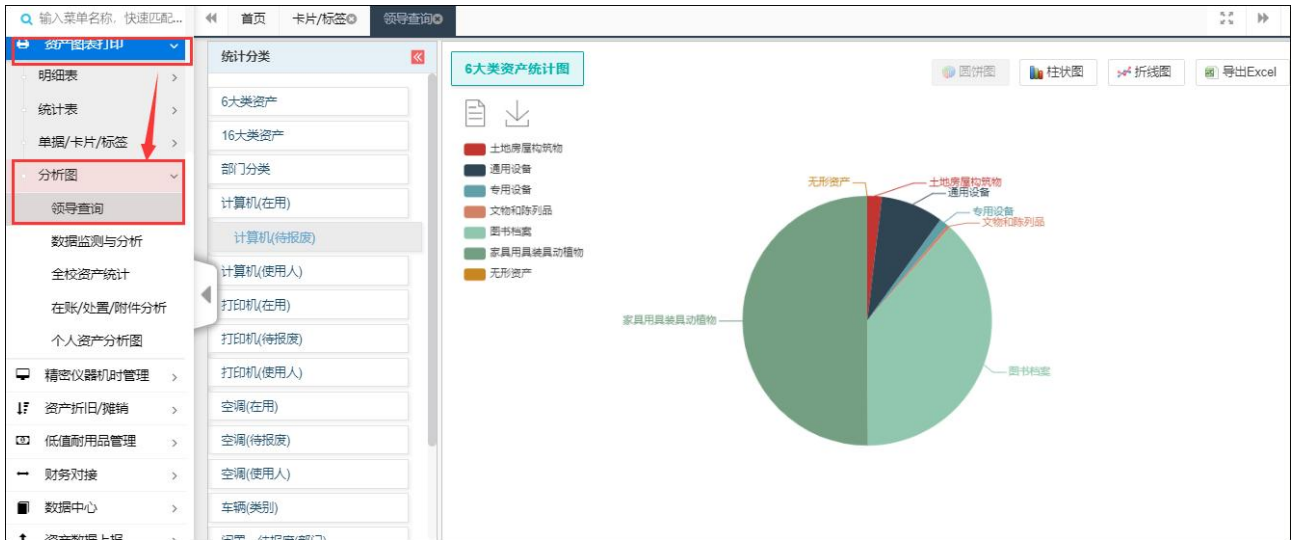 输入菜单名称，快速匹配...
首页
卡片/标签
领导查询
资产图表打印
明细表
统计表
单据/卡片/标签
分析图
领导查询
数据监测与分析
全校资产统计
在账/处置/附件分析
个人资产分析图
精密仪器机时管理
资产折旧/摊销
低值耐用品管理
财务对接
数据中心
资产数据上报
统计分类
6大类资产
16大类资产
部门分类
计算机(在用)
计算机(待报废)
计算机(使用人)
打印机(在用)
打印机(待报废)
打印机(使用人)
空调(在用)
空调(待报废)
空调(使用人)
车辆(类别)
闲置、待报废(部门)
6大类资产统计图
圆饼图
柱状图
折线图
导出Excel
土地房屋构筑物
通用设备
专用设备
文物和陈列品
图书档案
家具用具装具动植物
无形资产
无形资产
土地房屋构筑物
通用设备
专用设备
文物和陈列品
家具用具装具动植物
图书档案